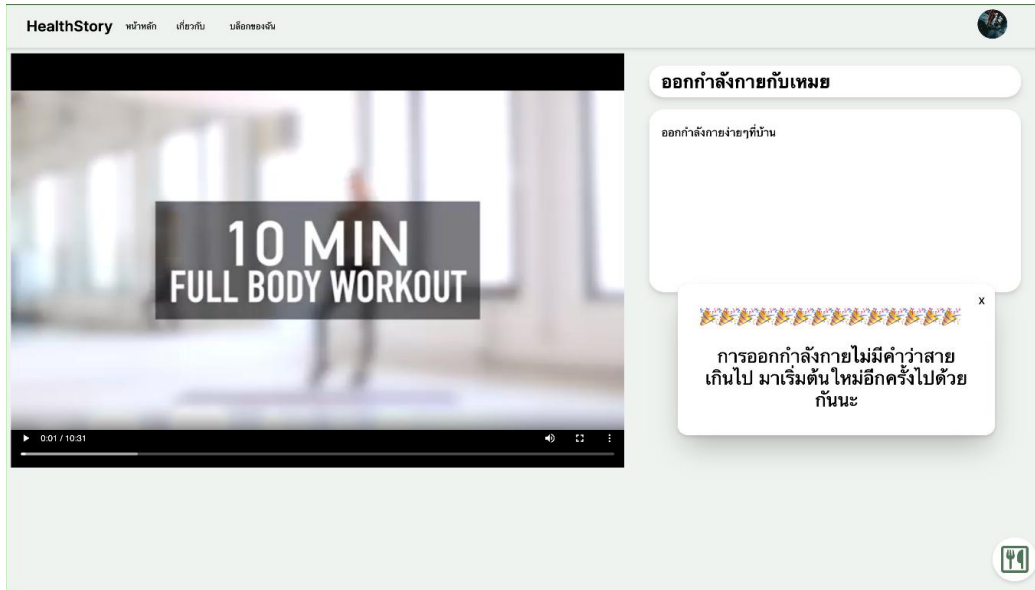 HealthStory หน้าหลัก เกี่ยวกับ บล็อกของฉัน
10 MIN
FULL BODY WORKOUT
0:01 / 10:31
ออกกำลังกายกับเหมย
ออกกำลังกายง่ายๆที่บ้าน
x
🎉🎉🎉🎉🎉🎉🎉🎉🎉🎉🎉🎉🎉🎉
การออกกำลังกายไม่มีคำว่าสาย
เกินไป มาเริ่มต้นใหม่อีกครั้งไปด้วย
กันนะ